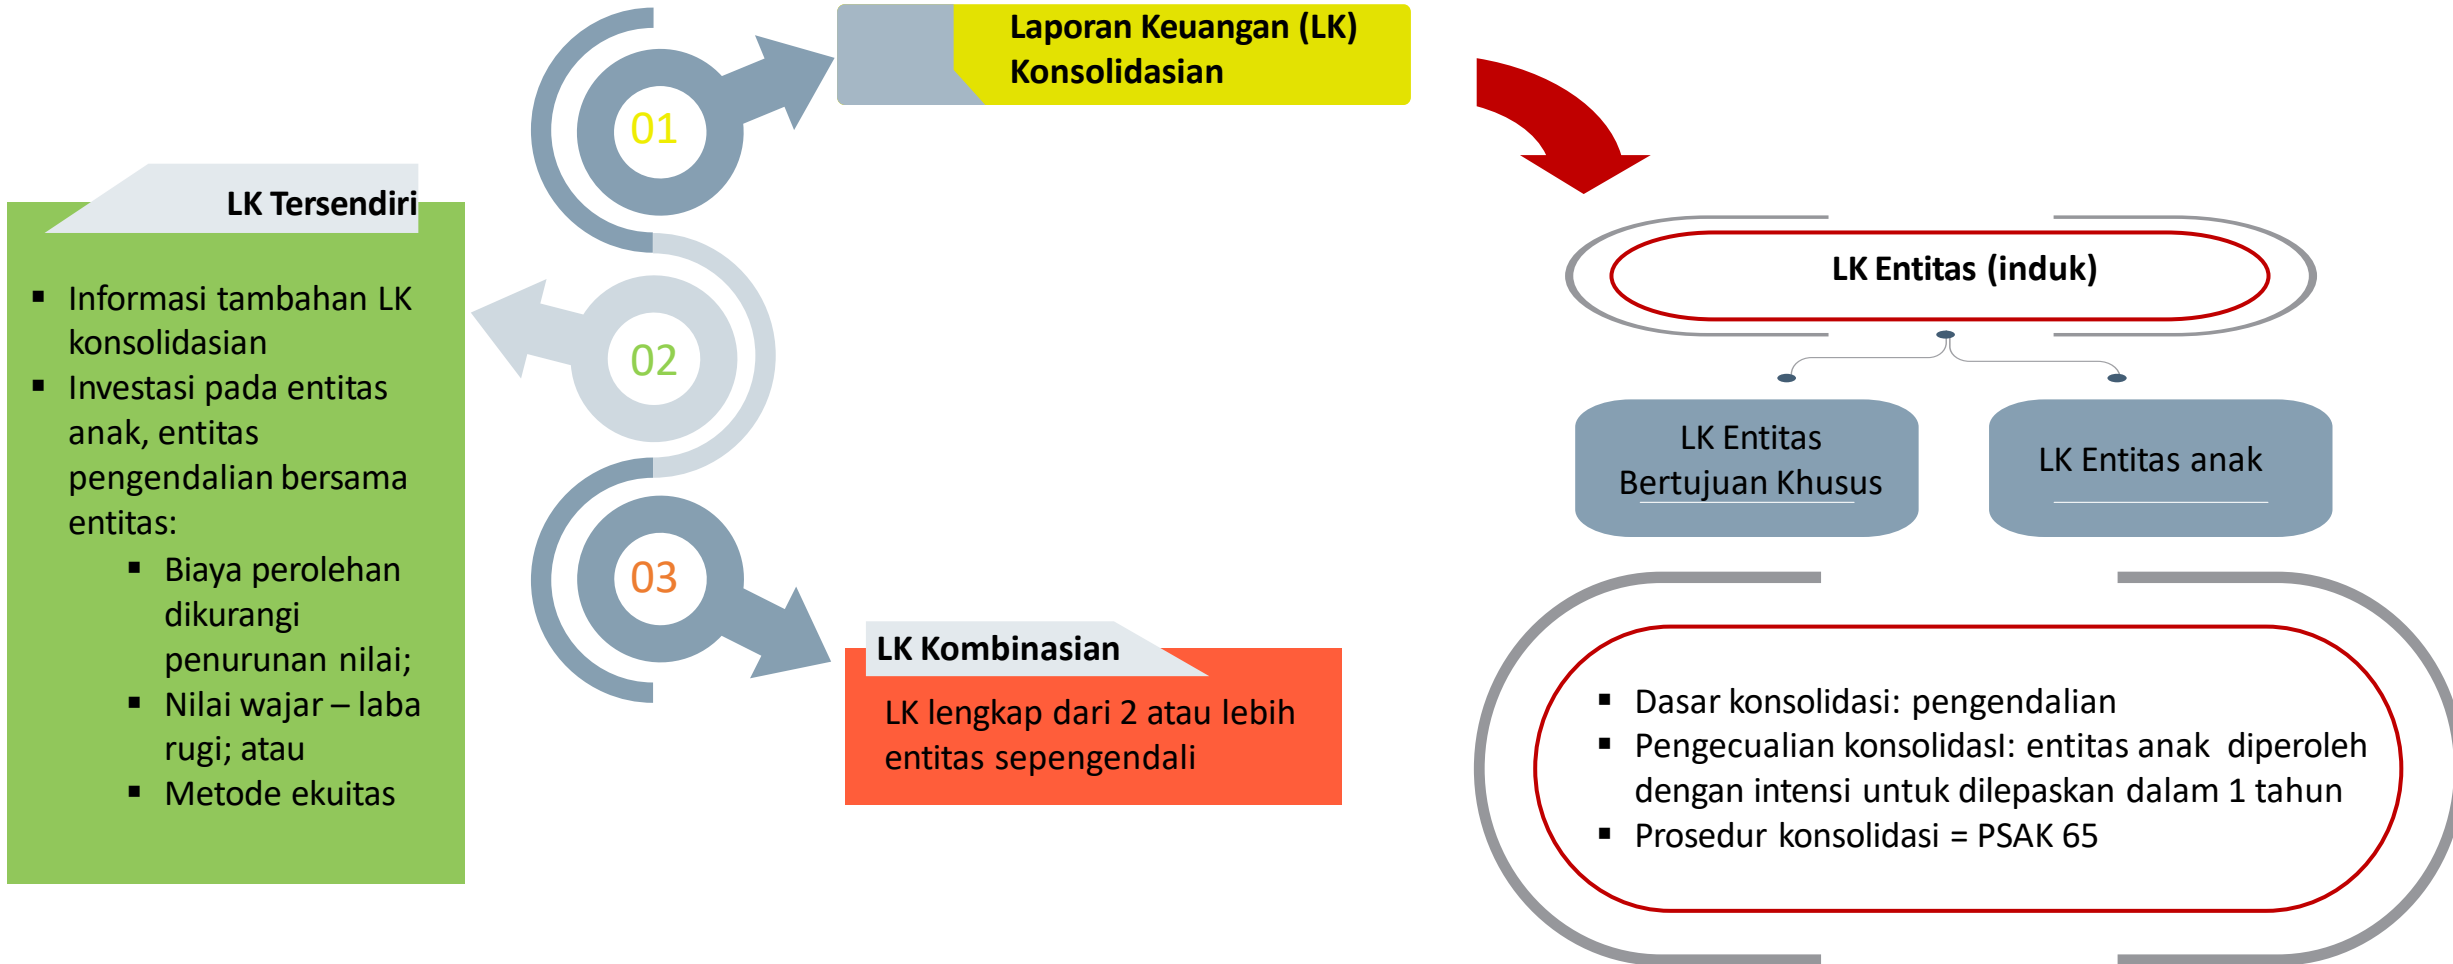 01
Laporan Keuangan (LK)
Konsolidasian
02
LK Tersendiri
▪ Informasi tambahan LK
konsolidasian
▪ Investasi pada entitas
anak, entitas
pengendalian bersama
entitas:
▪ Biaya perolehan
dikurangi
penurunan nilai;
▪ Nilai wajar – laba
rugi; atau
▪ Metode ekuitas
03
LK Kombinasian
LK lengkap dari 2 atau lebih
entitas sepengendali
LK Entitas (induk)
LK Entitas
Bertujuan Khusus
LK Entitas anak
▪ Dasar konsolidasi: pengendalian
▪ Pengecualian konsolidasI: entitas anak diperoleh
dengan intensi untuk dilepaskan dalam 1 tahun
▪ Prosedur konsolidasi = PSAK 65